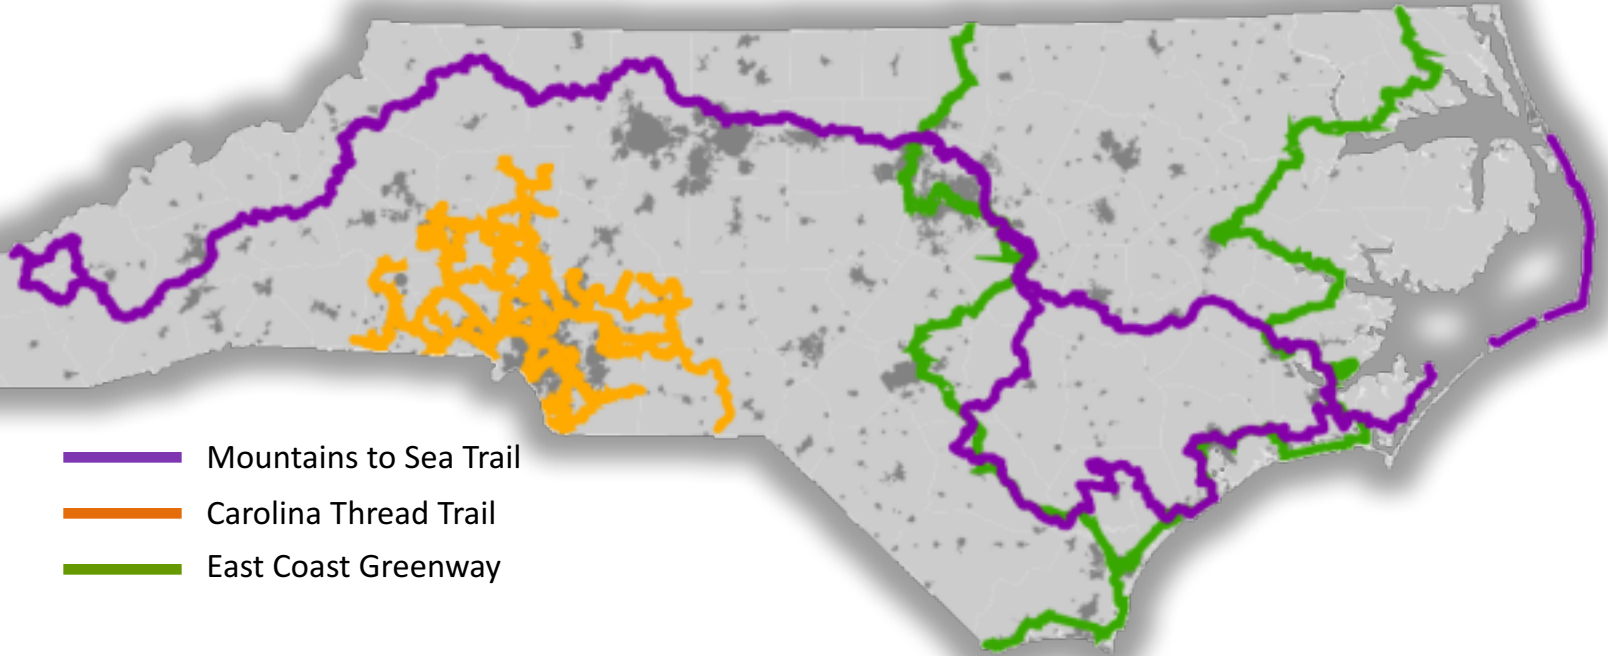 Mountains to Sea Trail
Carolina Thread Trail
East Coast Greenway